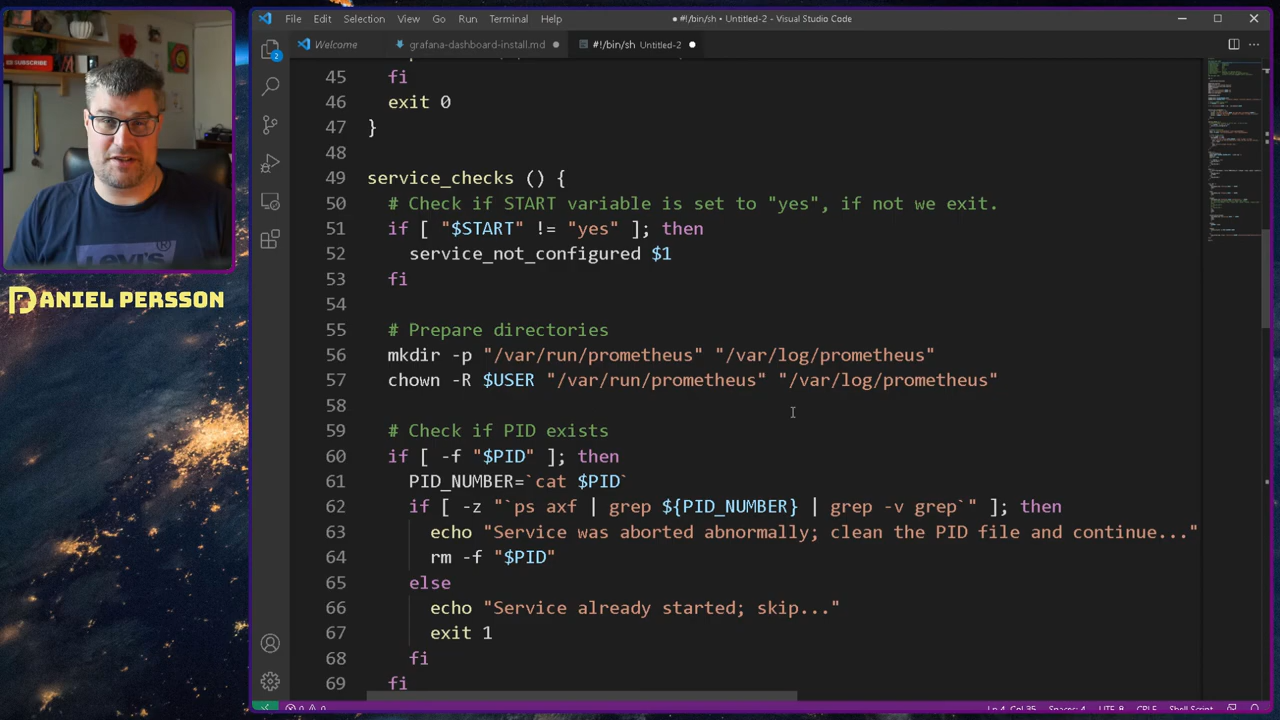 File Edit Selection View Go Run Terminal Help
● #!/bin/sh • Untitled-2 - Visual Studio Code
Welcome
grafana-dashboard-install.md ●
#!/bin/sh Untitled-2 ●
2
DANIEL PERSSON
45 fi
46 exit 0
47 }
48
49 service_checks () {
50 # Check if START variable is set to "yes", if not we exit.
51 if [ "$START" != "yes" ]; then
52 service_not_configured $1
53 fi
54
55 # Prepare directories
56 mkdir -p "/var/run/prometheus" "/var/log/prometheus"
57 chown -R $USER "/var/run/prometheus" "/var/log/prometheus"
58
59 # Check if PID exists
60 if [ -f "$PID" ]; then
61 PID_NUMBER=`cat $PID`
62 if [ -z "`ps axf | grep ${PID_NUMBER} | grep -v grep`" ]; then
63 echo "Service was aborted abnormally; clean the PID file and continue..."
64 rm -f "$PID"
65 else
66 echo "Service already started; skip..."
67 exit 1
68 fi
69 fi
Levi's